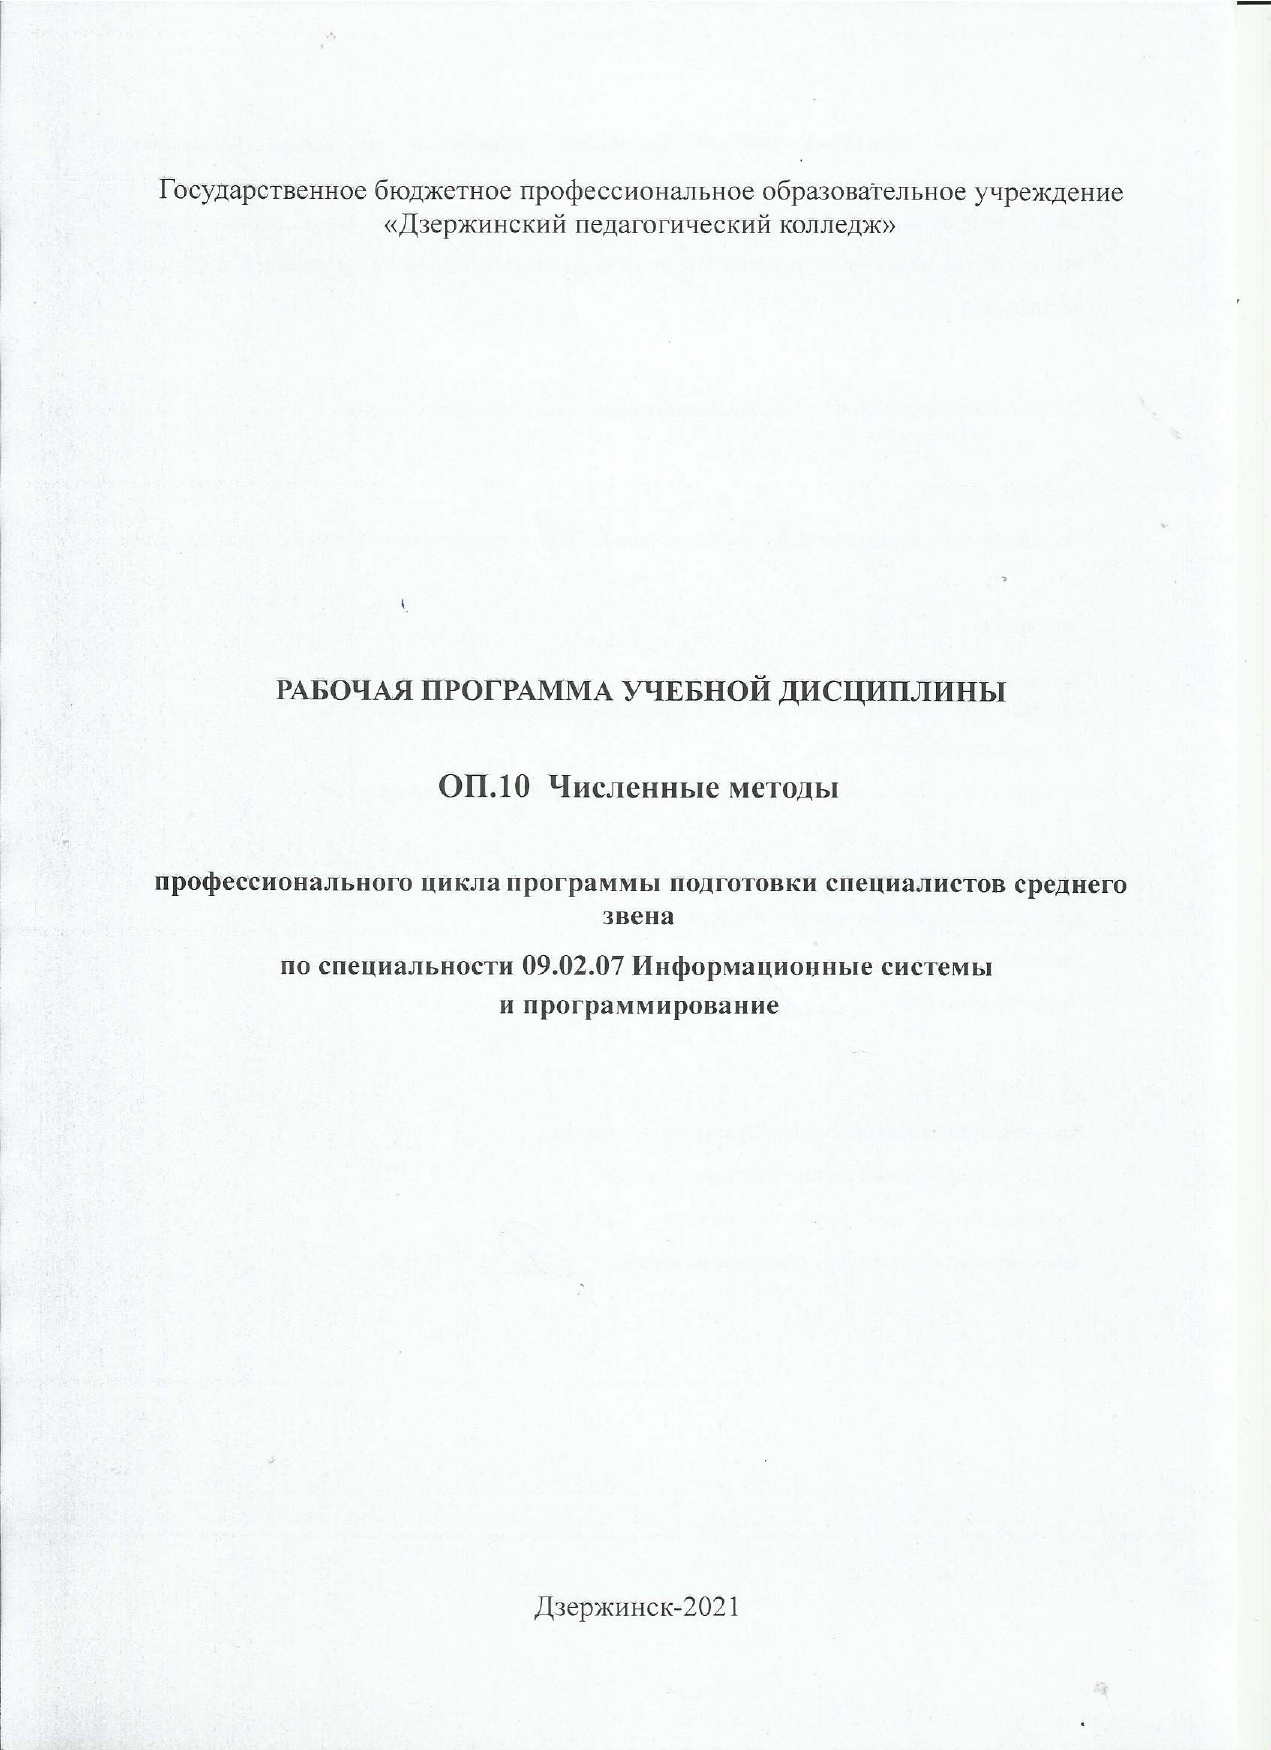 Государственное бюджетное профессиональное образовательное учреждение
«Дзержинский педагогический колледж»
РАБОЧАЯ ПРОГРАММА УЧЕБНОЙ ДИСЦИПЛИНЫ
ОП.10 Численные методы
профессионального цикла программы подготовки специалистов среднего
звена
по специальности 09.02.07 Информационные системы
и программирование
Дзержинск-2021